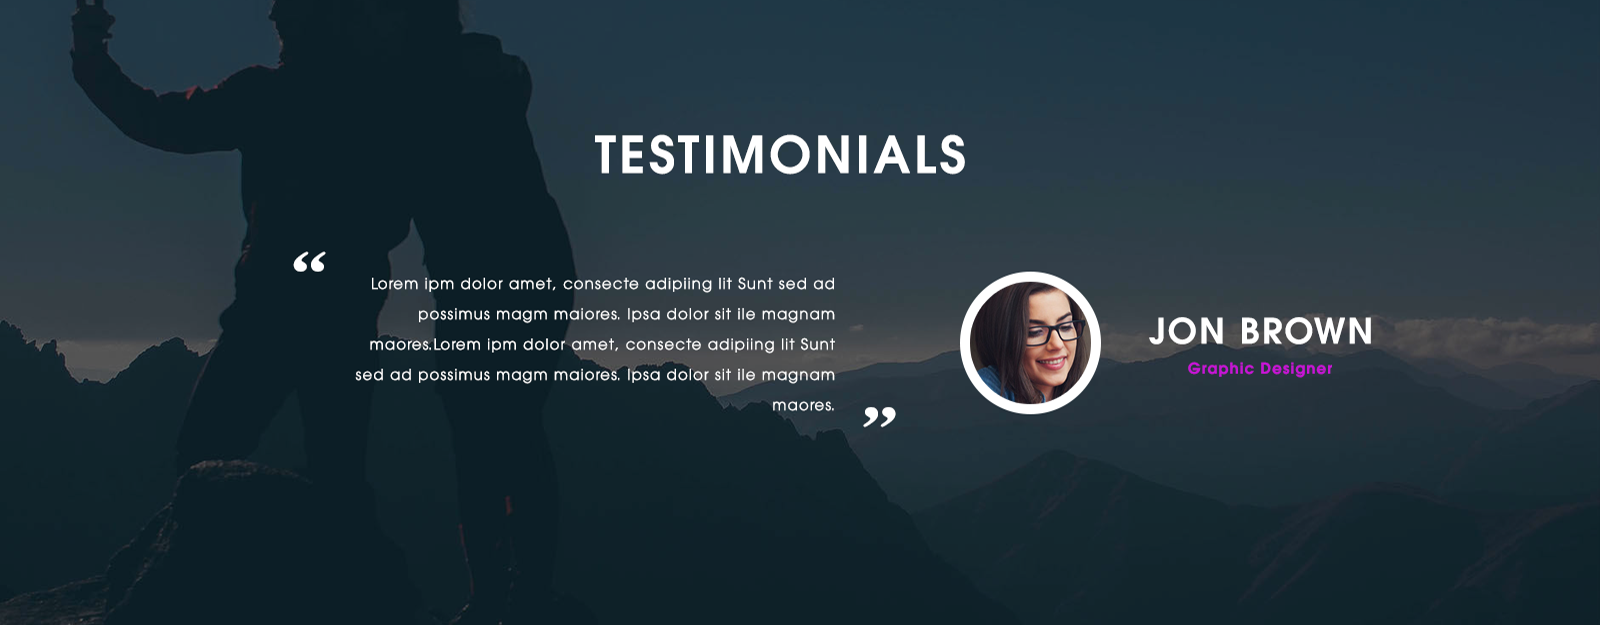 TESTIMONIALS
“
Lorem ipm dolor amet, consecte adipiing lit Sunt sed ad
possimus magm maiores. Ipsa dolor sit ile magnam
maores.Lorem ipm dolor amet, consecte adipiing lit Sunt
sed ad possimus magm maiores. Ipsa dolor sit ile magnam
maores.
”
JON BROWN
Graphic Designer